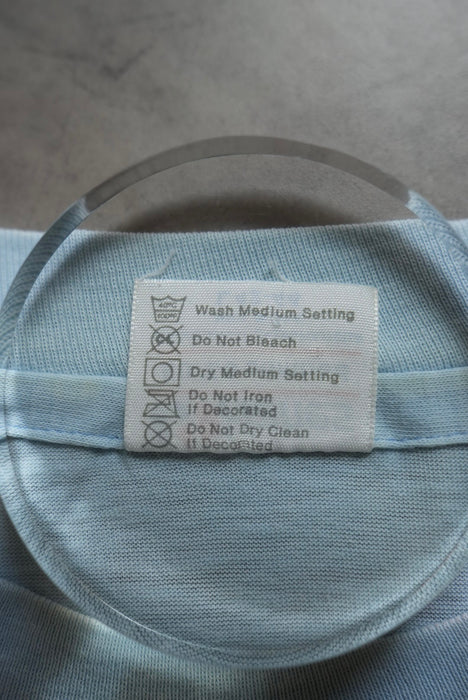 Wash Medium Setting
Do Not Bleach
Dry Medium Setting
Do Not Iron
If Decorated
Do Not Dry Clean
If Decorated